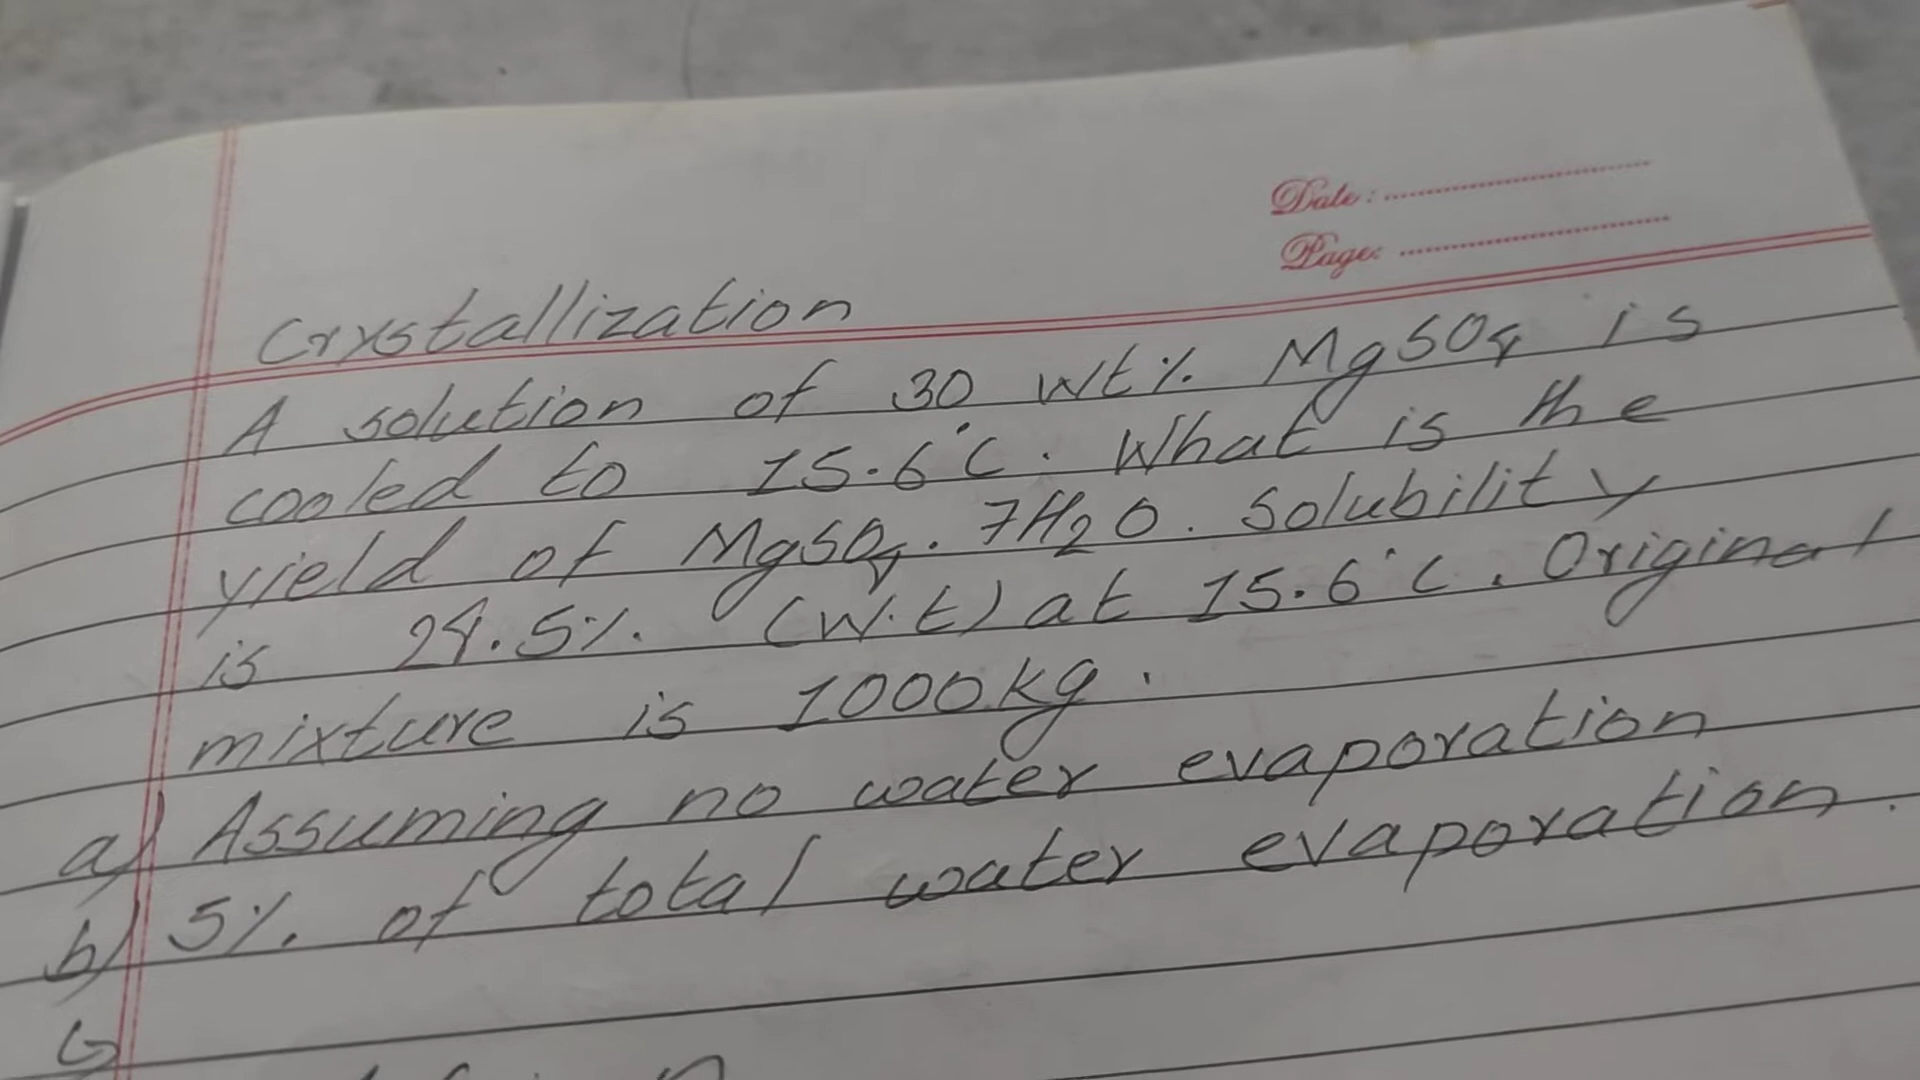 Date:
Page:
Crystallization
A solution of 30 wt% MgSO4 is
cooled to 15.6°C. What is the
yield of MgSO4. 7H2O. Solubility
is 24.5%. (w.t) at 15.6°C. Original
mixture is 1000kg.
a) Assuming no water evaporation
b) 5% of total water evaporation.